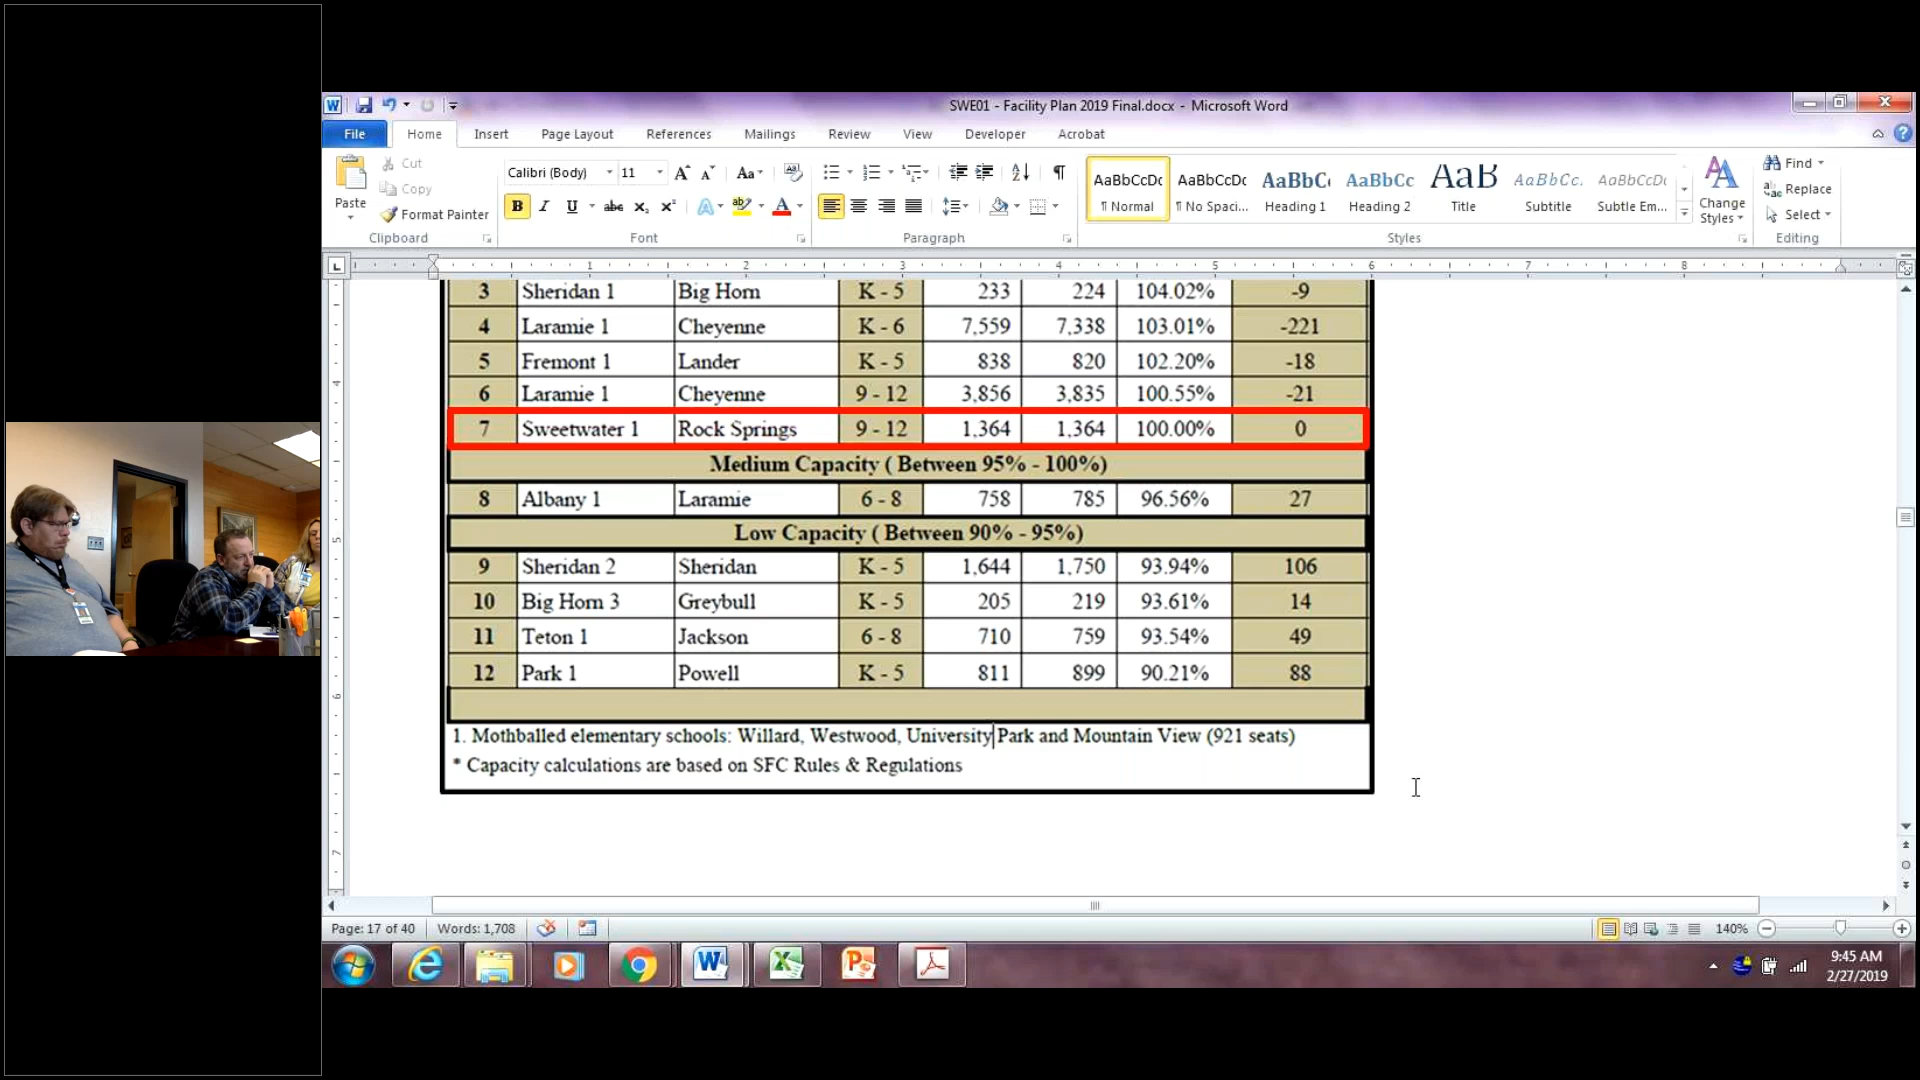 SWE01 - Facility Plan 2019 Final.docx - Microsoft Word
File Home Insert Page Layout References Mailings Review View Developer Acrobat
Paste
Cut
Copy
Format Painter
Clipboard
Calibri (Body) 11
Font
Paragraph
AaBbCcDc AaBbCcDc AaBbC AaBbCc AaB AaBbCc. AaBbCcDc
¶ Normal ¶ No Spaci... Heading 1 Heading 2 Title Subtitle Subtle Em...
Change Styles
Styles
Find
Replace
Select
Editing
1 2 3 4 5 6 7 8
3 Sheridan 1 Big Horn K - 5 233 224 104.02% -9
4 Laramie 1 Cheyenne K - 6 7,559 7,338 103.01% -221
5 Fremont 1 Lander K - 5 838 820 102.20% -18
6 Laramie 1 Cheyenne 9 - 12 3,856 3,835 100.55% -21
7 Sweetwater 1 Rock Springs 9 - 12 1,364 1,364 100.00% 0
Medium Capacity ( Between 95% - 100%)
8 Albany 1 Laramie 6 - 8 758 785 96.56% 27
Low Capacity ( Between 90% - 95%)
9 Sheridan 2 Sheridan K - 5 1,644 1,750 93.94% 106
10 Big Horn 3 Greybull K - 5 205 219 93.61% 14
11 Teton 1 Jackson 6 - 8 710 759 93.54% 49
12 Park 1 Powell K - 5 811 899 90.21% 88
1. Mothballed elementary schools: Willard, Westwood, University Park and Mountain View (921 seats)
* Capacity calculations are based on SFC Rules & Regulations
Page: 17 of 40 Words: 1,708 140%
9:45 AM
2/27/2019